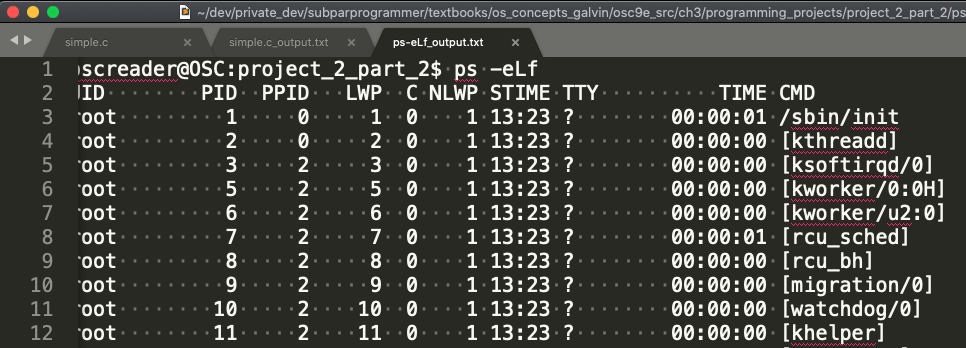 ~/dev/private_dev/subparprogrammer/textbooks/os_concepts_galvin/osc9e_src/ch3/programming_projects/project_2_part_2/ps
simple.c × simple.c_output.txt × ps-eLf_output.txt ×
1 oscreader@OSC:project_2_part_2$ ps -eLf
2 UID PID PPID LWP C NLWP STIME TTY TIME CMD
3 root 1 0 1 0 1 13:23 ? 00:00:01 /sbin/init
4 root 2 0 2 0 1 13:23 ? 00:00:00 [kthreadd]
5 root 3 2 3 0 1 13:23 ? 00:00:00 [ksoftirqd/0]
6 root 5 2 5 0 1 13:23 ? 00:00:00 [kworker/0:0H]
7 root 6 2 6 0 1 13:23 ? 00:00:00 [kworker/u2:0]
8 root 7 2 7 0 1 13:23 ? 00:00:01 [rcu_sched]
9 root 8 2 8 0 1 13:23 ? 00:00:00 [rcu_bh]
10 root 9 2 9 0 1 13:23 ? 00:00:00 [migration/0]
11 root 10 2 10 0 1 13:23 ? 00:00:00 [watchdog/0]
12 root 11 2 11 0 1 13:23 ? 00:00:00 [khelper]